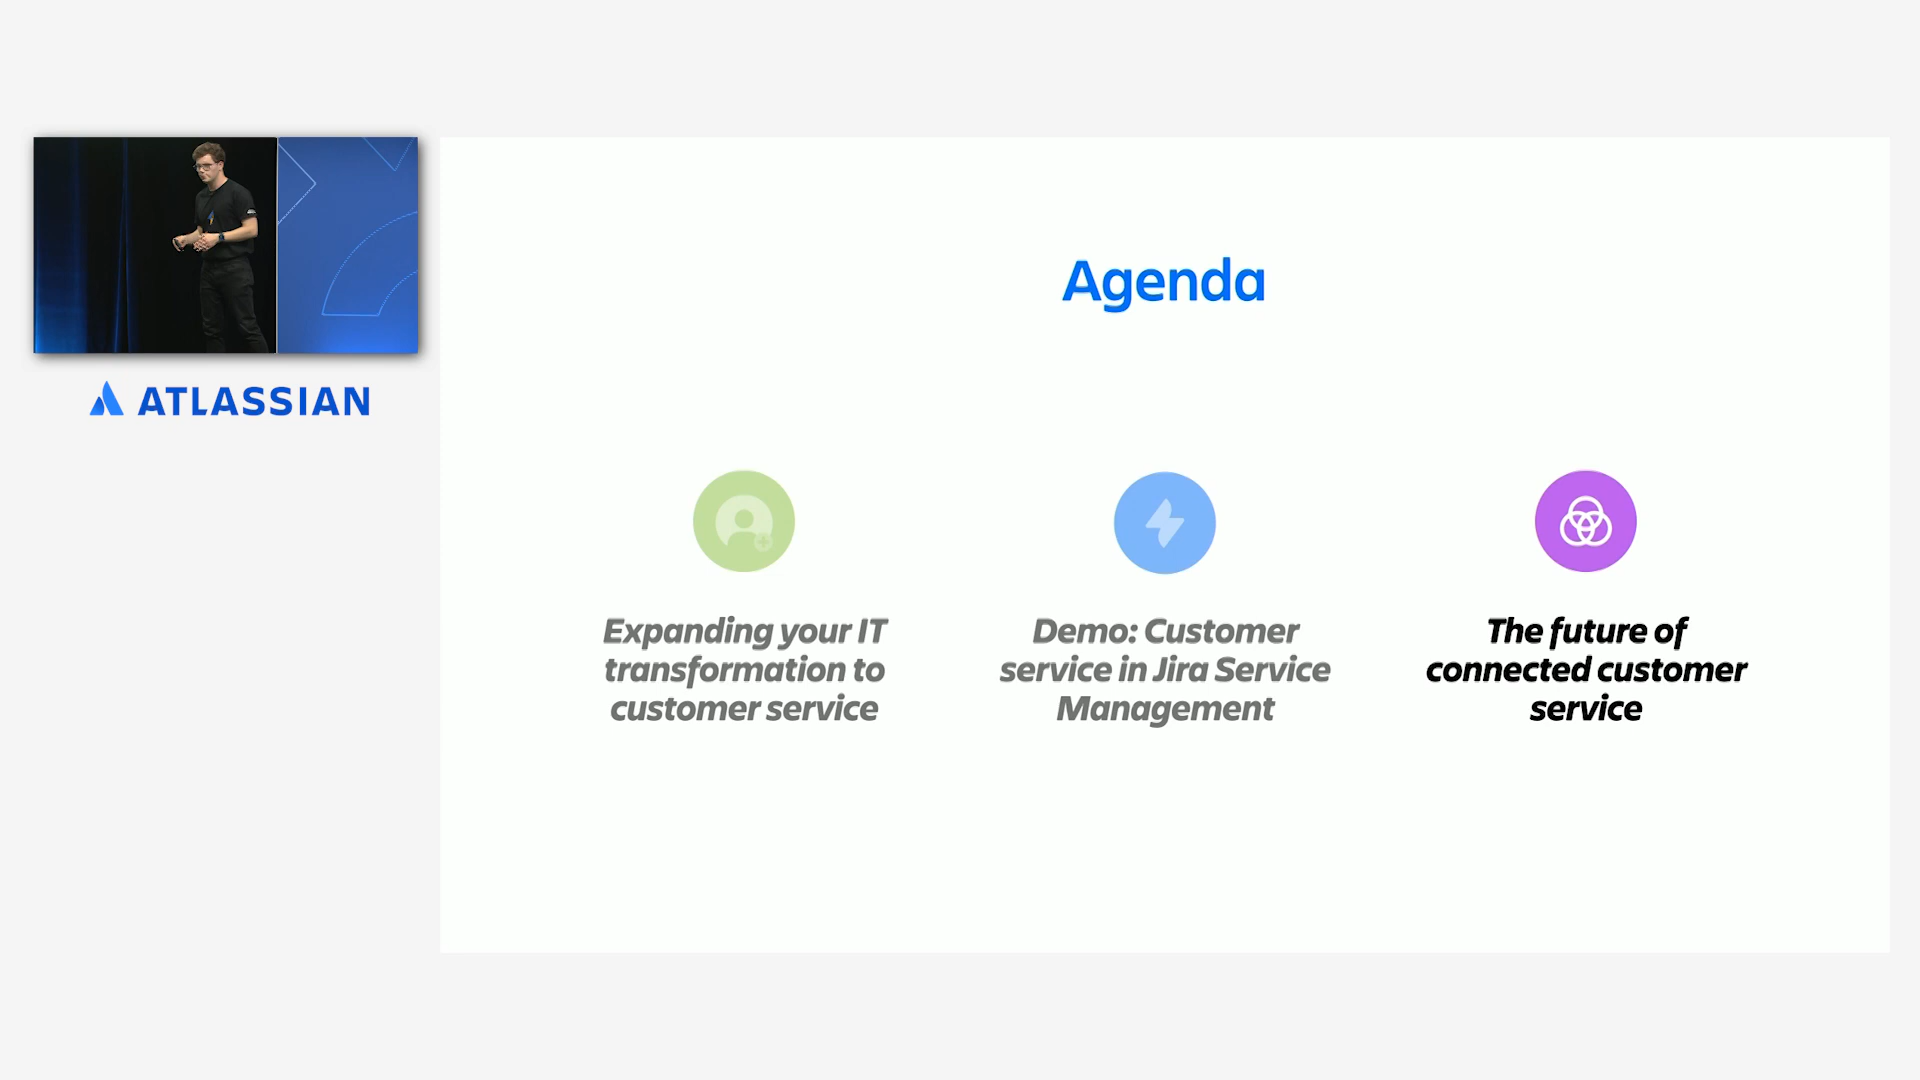 ATLASSIAN
Agenda
Expanding your IT
transformation to
customer service
Demo: Customer
service in Jira Service
Management
The future of
connected customer
service